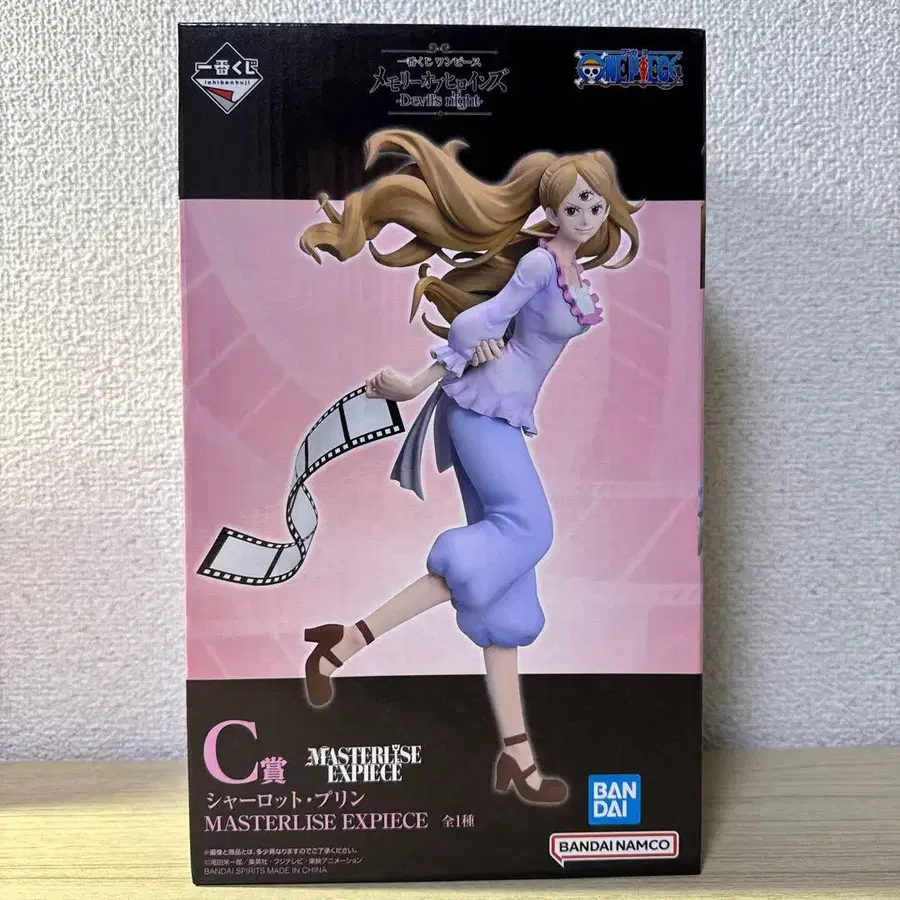 一番くじ
ichibankuji
一番くじ ワンピース
メモリーオブヒロインズ
-Devil's night-
ONE PIECE
C賞
MASTERLISE
EXPIECE
シャーロット・プリン
MASTERLISE EXPIECE 全1種
※画像と商品とは、多少異なりますのでご了承ください。
©尾田栄一郎/集英社・フジテレビ・東映アニメーション
BANDAI SPIRITS MADE IN CHINA
BAN
DAI
BANDAI NAMCO